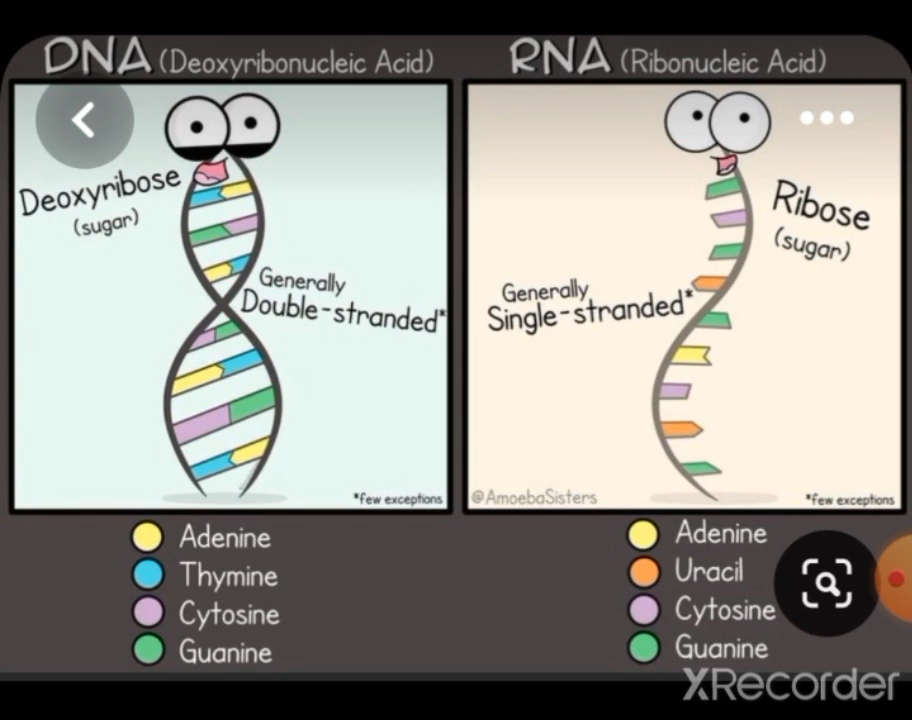 DNA (Deoxyribonucleic Acid)
RNA (Ribonucleic Acid)
Deoxyribose
(sugar)
Generally
Double-stranded*
*few exceptions
Ribose
(sugar)
Generally
Single-stranded*
@AmoebaSisters
*few exceptions
Adenine
Thymine
Cytosine
Guanine
Adenine
Uracil
Cytosine
Guanine
XRecorder